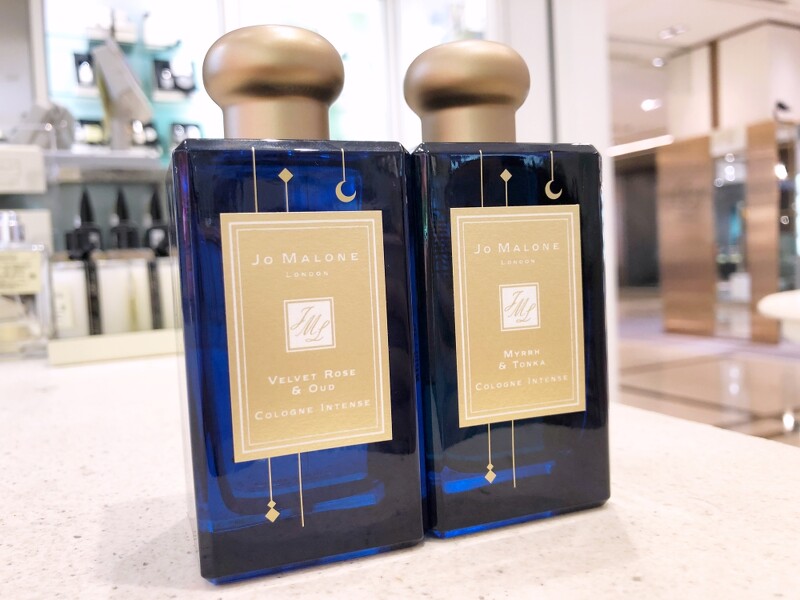 Jo Malone
London
JML
Velvet Rose
& Oud
Cologne Intense
Jo Malone
London
JML
Myrrh
& Tonka
Cologne Intense